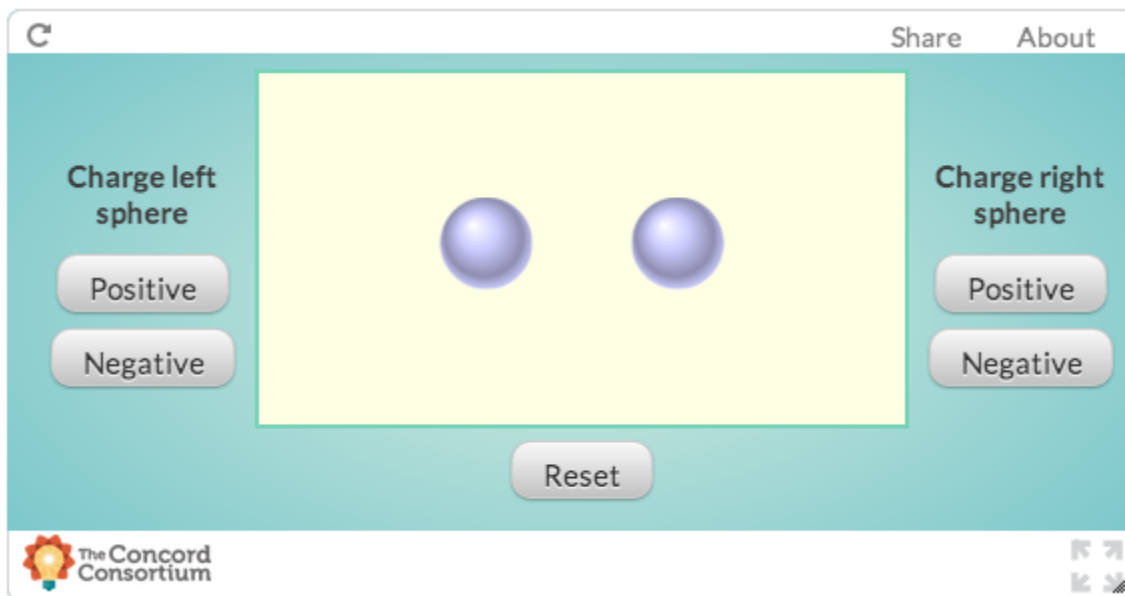 Share About
Charge left
sphere
Positive
Negative
Charge right
sphere
Positive
Negative
Reset
The Concord
Consortium